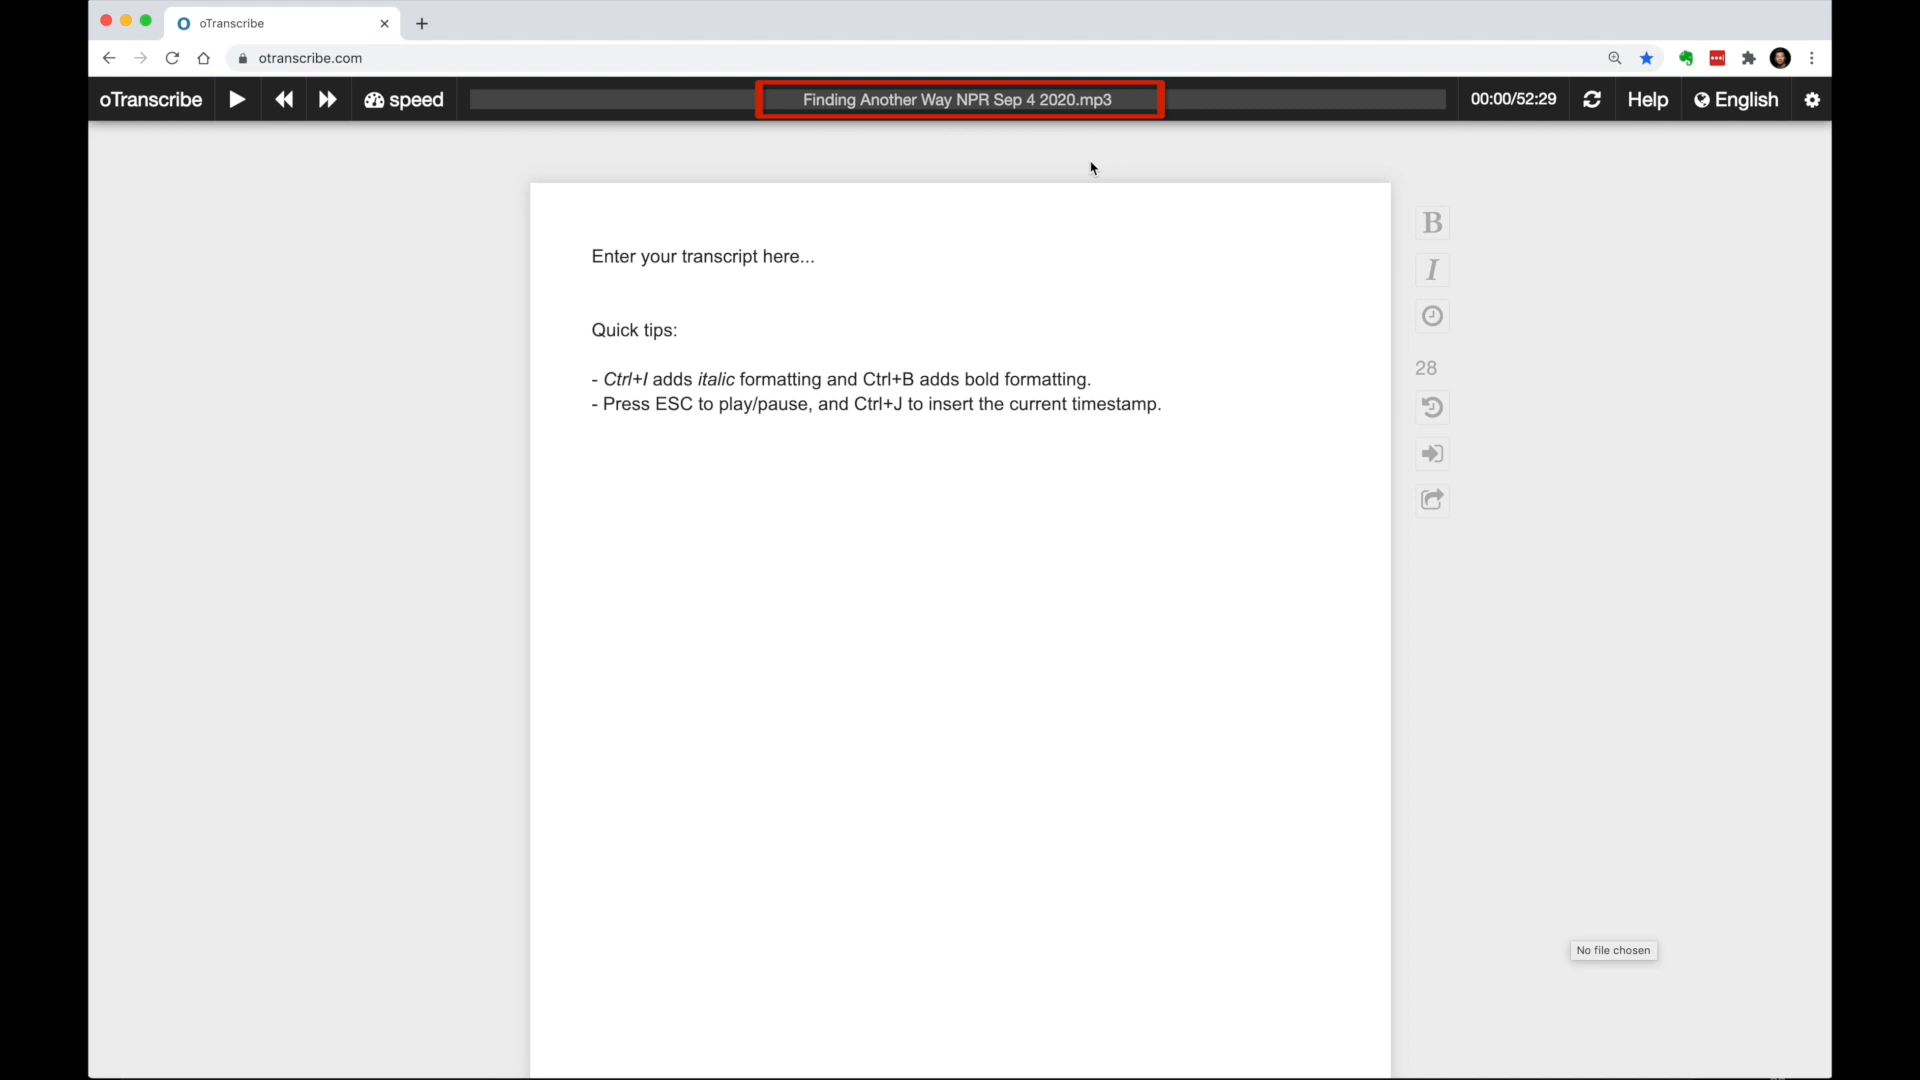 oTranscribe
otranscribe.com
oTranscribe
speed
Finding Another Way NPR Sep 4 2020.mp3
00:00/52:29
Help
English
Enter your transcript here...
Quick tips:
- Ctrl+I adds italic formatting and Ctrl+B adds bold formatting.
- Press ESC to play/pause, and Ctrl+J to insert the current timestamp.
B
I
28
No file chosen